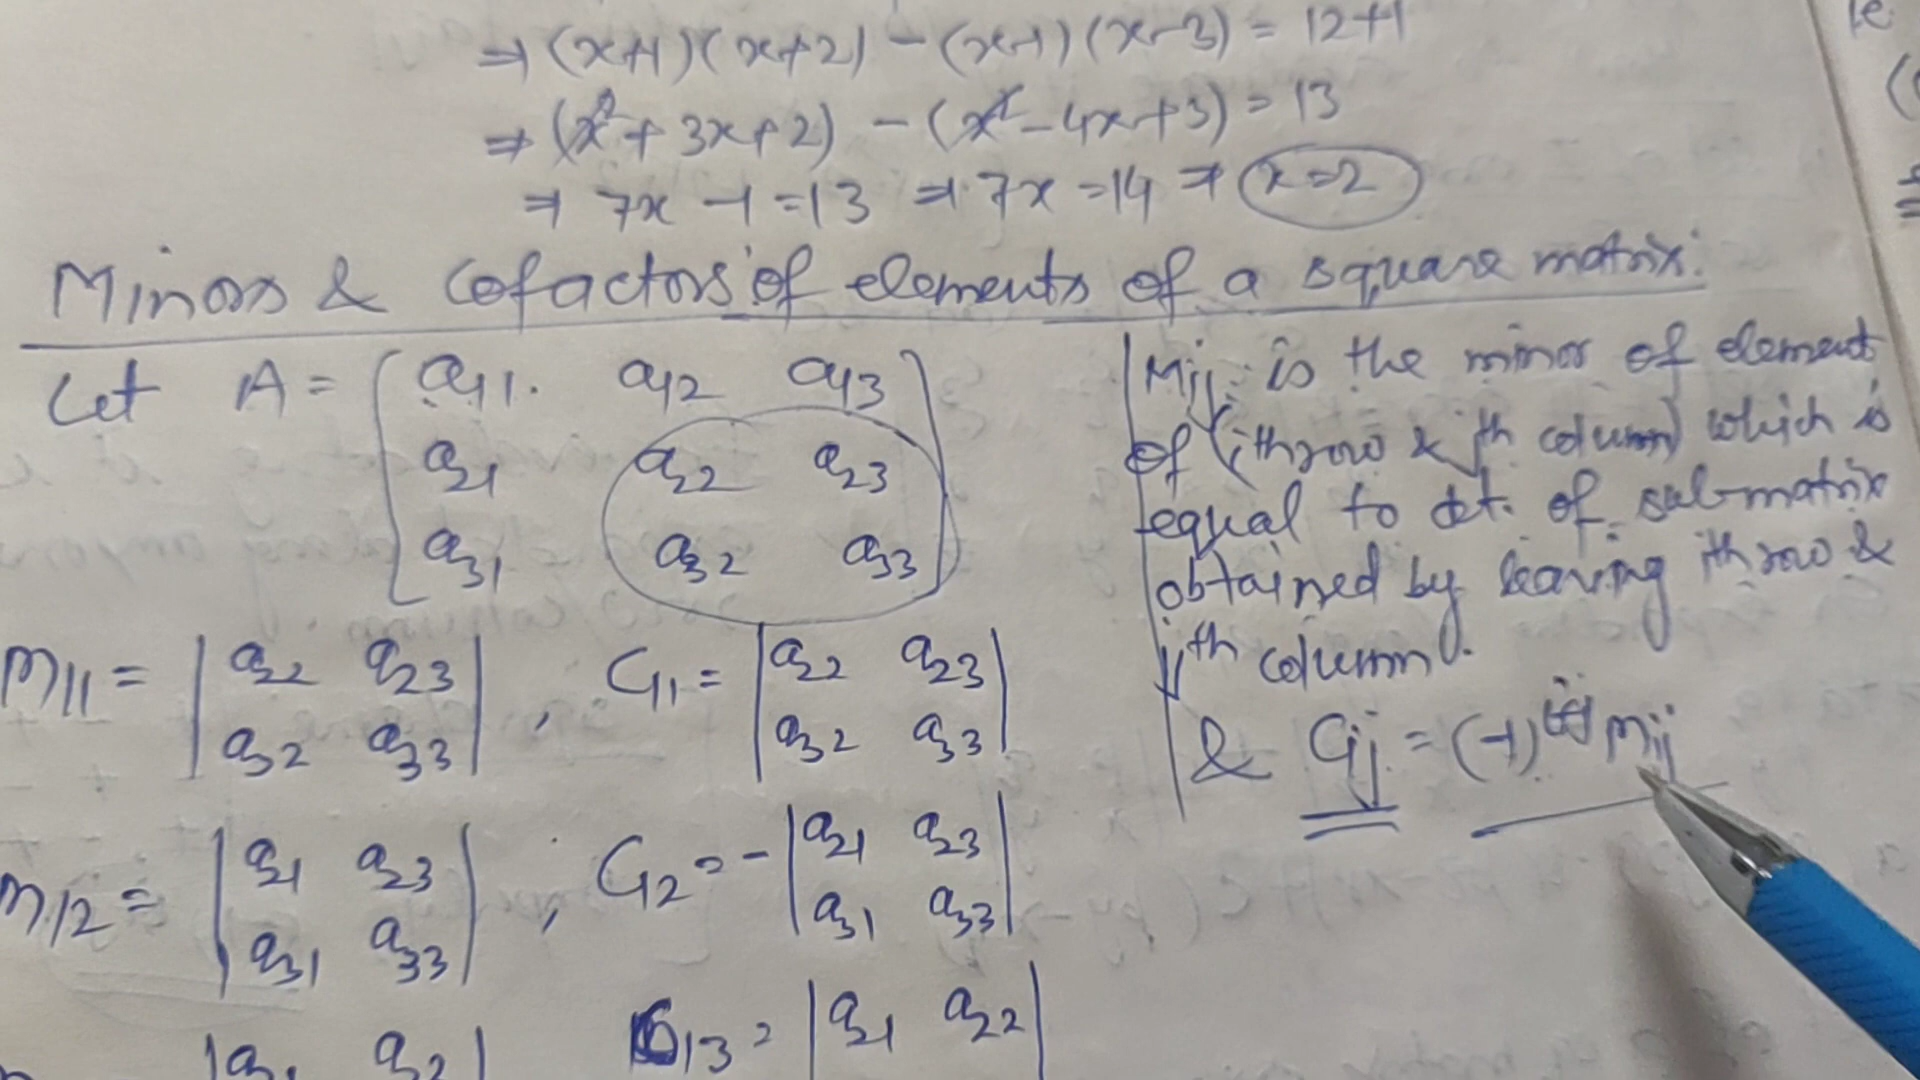 ⇒ (x+1)(x+2) - (x-1)(x-3) = 12+1
⇒ (x²+3x+2) - (x²-4x+3) = 13
⇒ 7x - 1 = 13 ⇒ 7x = 14 ⇒ x=2
Minors & Cofactors of elements of a square matrix:
Let A = [ a11 a12 a13
a21 a22 a23
a31 a32 a33 ]
Mij is the minor of element
of (ith row & jth column) which is
equal to det. of submatrix
obtained by leaving ith row &
jth column.
& Cij = (-1)^(i+j) Mij
M11 = | a22 a23 | , C11 = | a22 a23 |
| a32 a33 | | a32 a33 |
M12 = | a21 a23 | , C12 = - | a21 a23 |
| a31 a33 | | a31 a33 |
C13 = | a21 a22 |